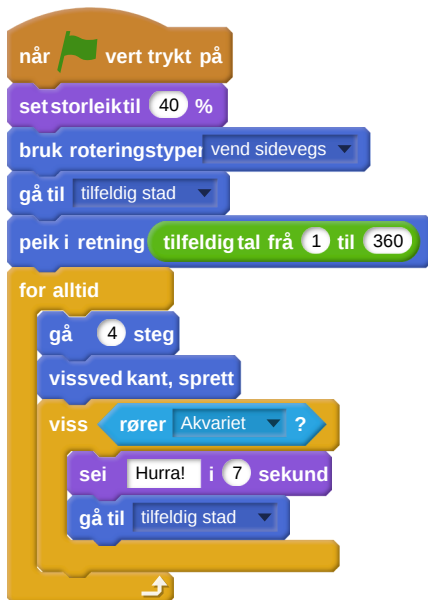 når vert trykt på
set storleik til 40 %
bruk roteringstypen vend sidevegs
gå til tilfeldig stad
peik i retning tilfeldig tal frå 1 til 360
for alltid
gå 4 steg
viss ved kant, sprett
viss rører Akvariet ?
sei Hurra! i 7 sekund
gå til tilfeldig stad